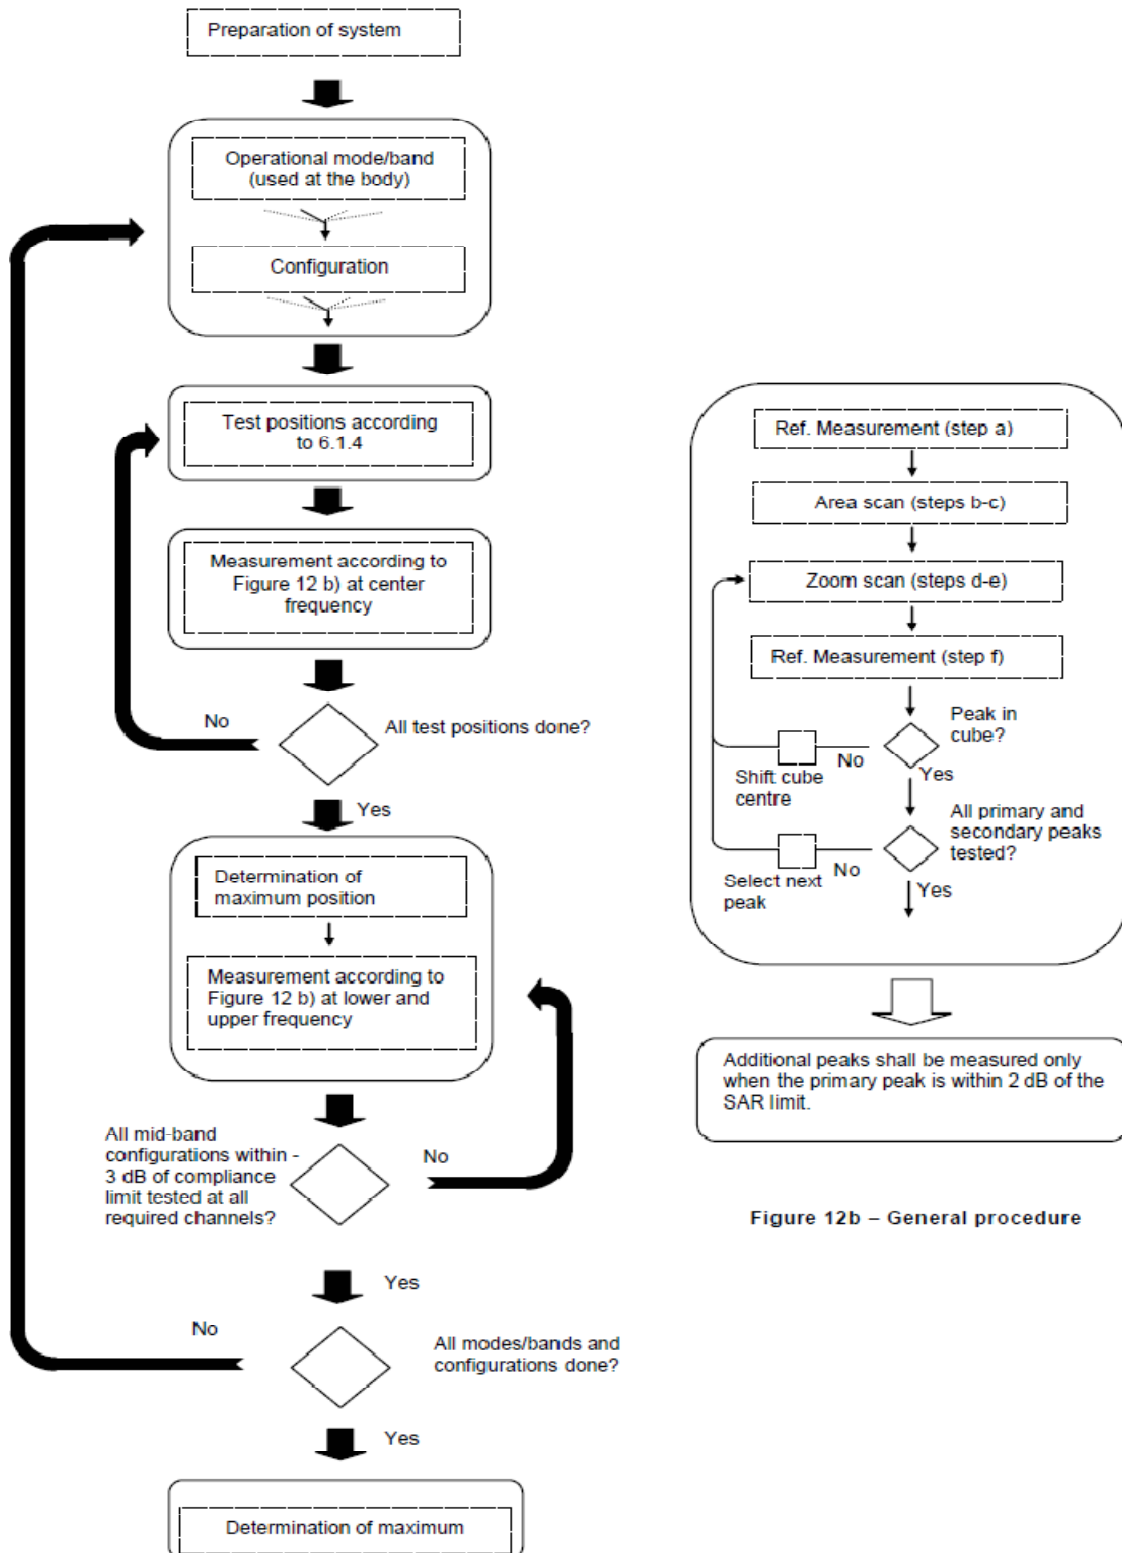 Preparation of system
Operational mode/band
(used at the body)
Configuration
Test positions according
to 6.1.4
Measurement according to
Figure 12 b) at center
frequency
No
All test positions done?
Yes
Determination of
maximum position
Measurement according to
Figure 12 b) at lower and
upper frequency
All mid-band
configurations within -
3 dB of compliance
limit tested at all
required channels?
No
Yes
No
All modes/bands and
configurations done?
Yes
Determination of maximum
Ref. Measurement (step a)
Area scan (steps b-c)
Zoom scan (steps d-e)
Ref. Measurement (step f)
Peak in
cube?
No
Shift cube
centre
Yes
All primary and
secondary peaks
tested?
No
Select next
peak
Yes
Additional peaks shall be measured only
when the primary peak is within 2 dB of the
SAR limit.
Figure 12b – General procedure